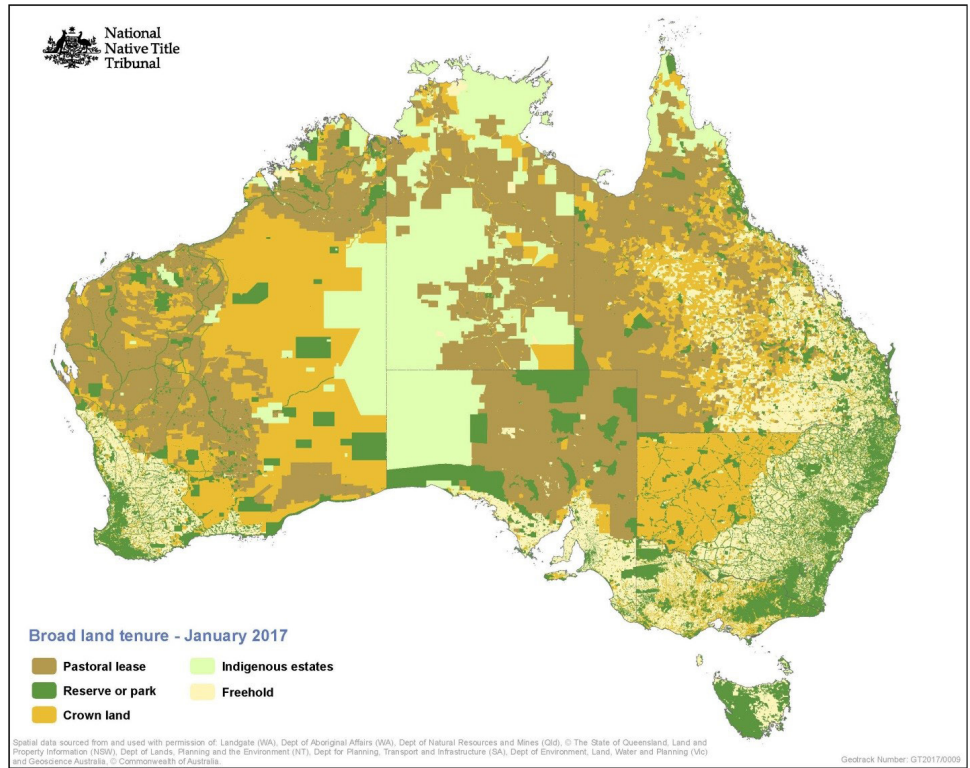 National
Native Title
Tribunal
Broad land tenure - January 2017
Pastoral lease
Indigenous estates
Reserve or park
Freehold
Crown land
Spatial data sourced from and used with permission of: Landgate (WA), Dept of Aboriginal Affairs (WA), Dept of Natural Resources and Mines (Qld), © The State of Queensland, Land and
Property Information (NSW), Dept of Lands, Planning and the Environment (NT), Dept for Planning, Transport and Infrastructure (SA), Dept of Environment, Land, Water and Planning (Vic)
and Geoscience Australia, © Commonwealth of Australia.
Geotrack Number: GT2017/0009